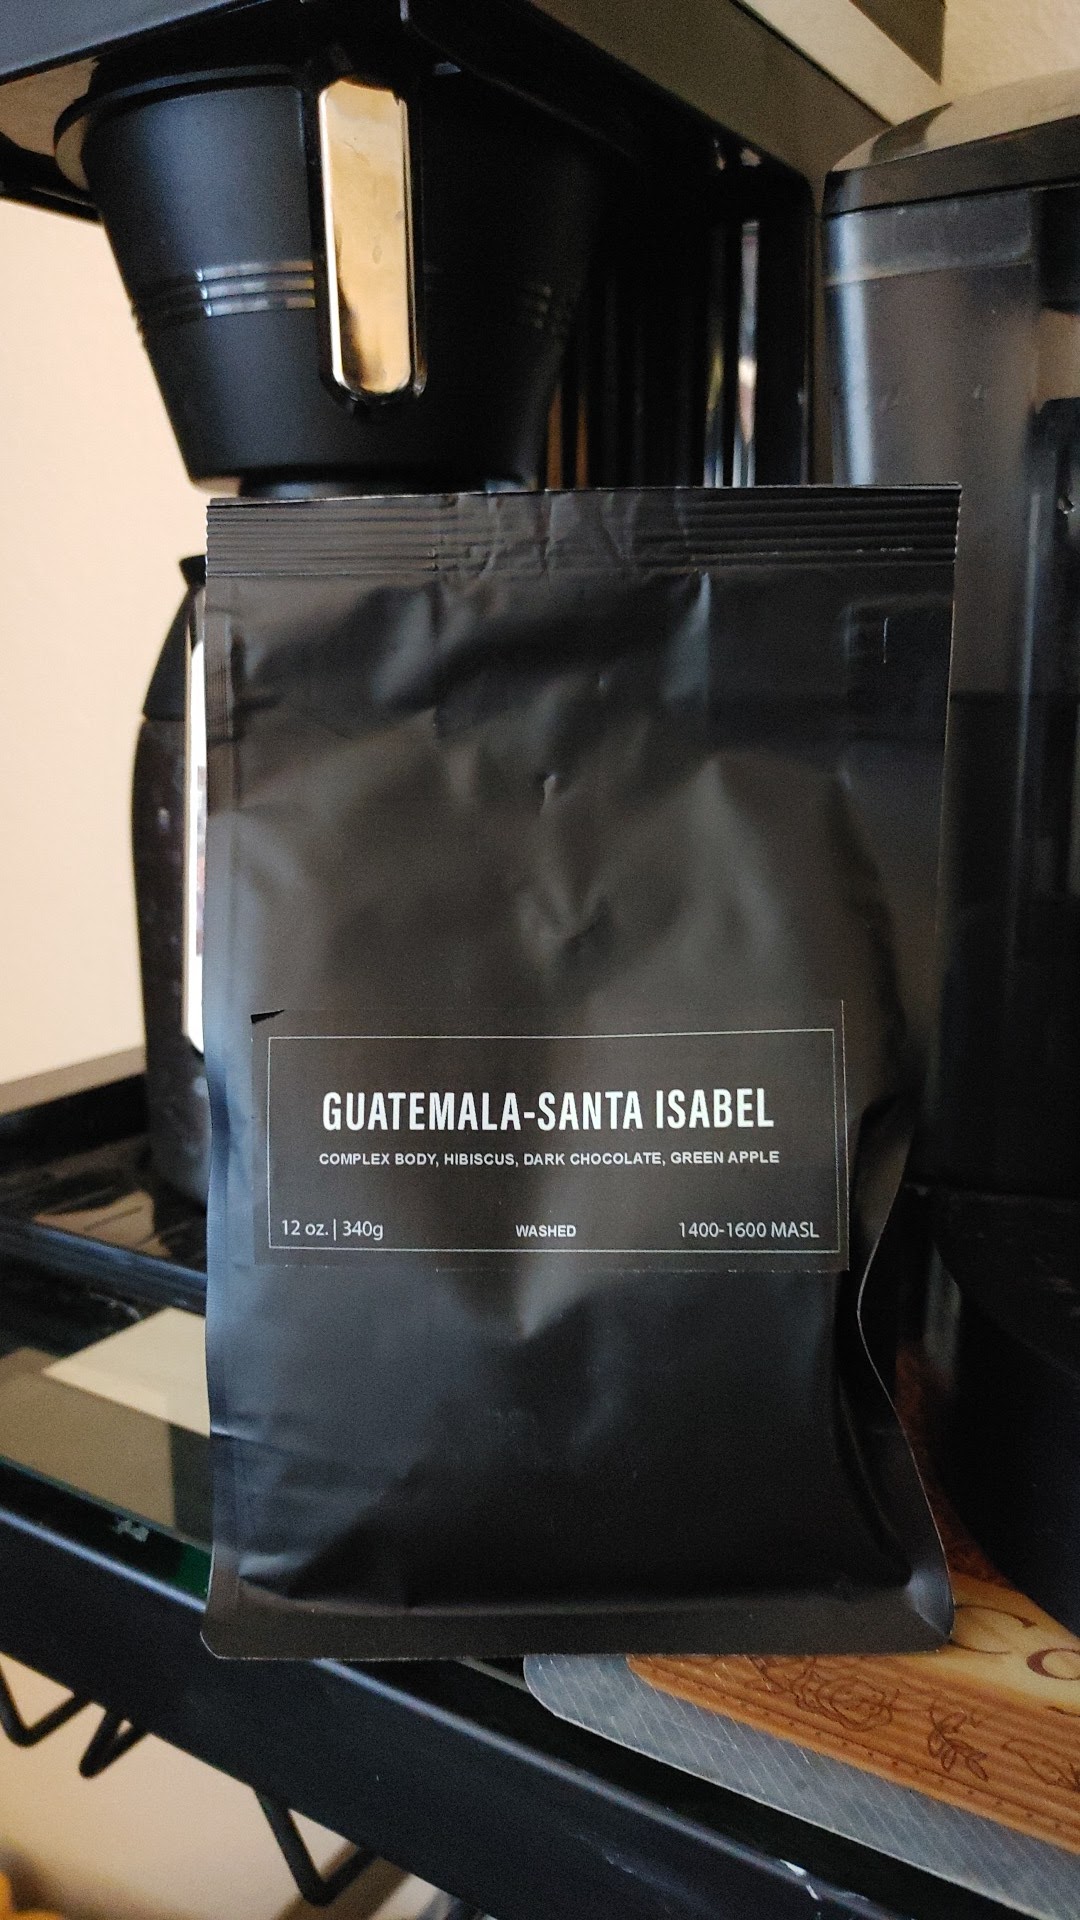 GUATEMALA-SANTA ISABEL
COMPLEX BODY, HIBISCUS, DARK CHOCOLATE, GREEN APPLE
12 oz. | 340g WASHED 1400-1600 MASL